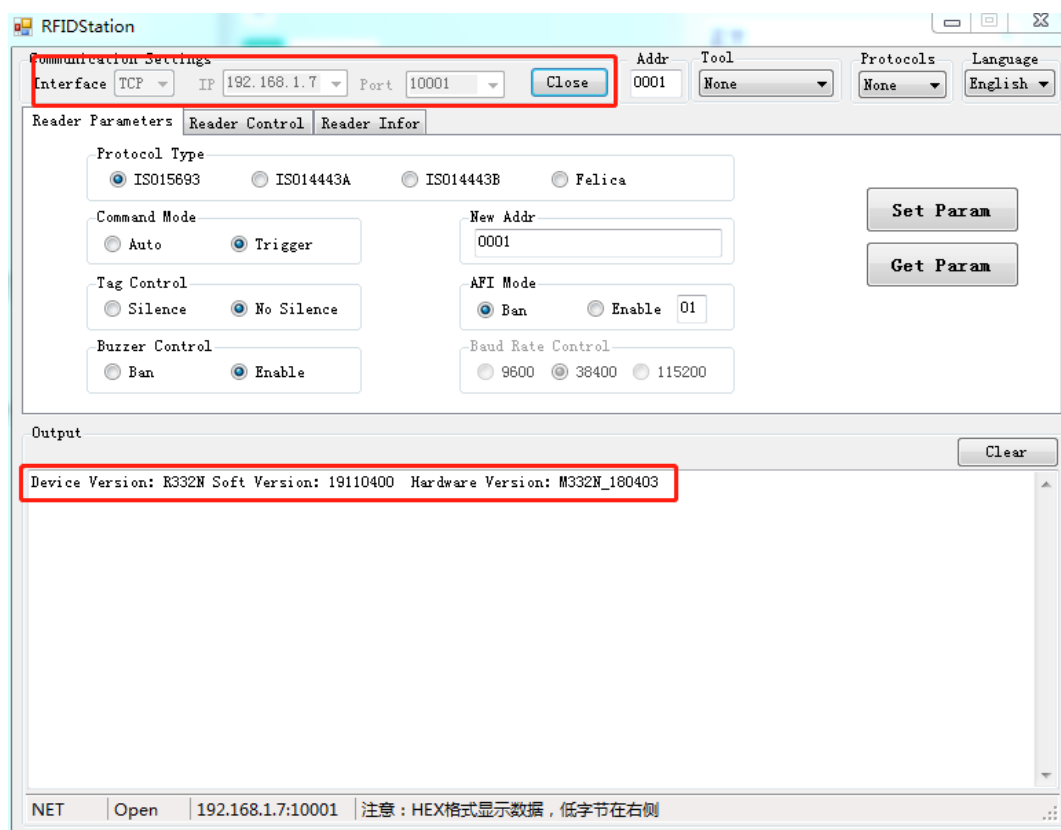 RFIDStation
Communication Settings Addr Tool Protocols Language
Interface TCP IP 192.168.1.7 Port 10001 Close 0001 None None English
Reader Parameters Reader Control Reader Infor
Protocol Type
ISO15693 ISO14443A ISO14443B Felica
Set Param
Command Mode New Addr
Auto Trigger 0001
Get Param
Tag Control AFI Mode
Silence No Silence Ban Enable 01
Buzzer Control Baud Rate Control
Ban Enable 9600 38400 115200
Output
Clear
Device Version: R332N Soft Version: 19110400 Hardware Version: M332N_180403
NET Open 192.168.1.7:10001 注意：HEX格式显示数据，低字节在右侧